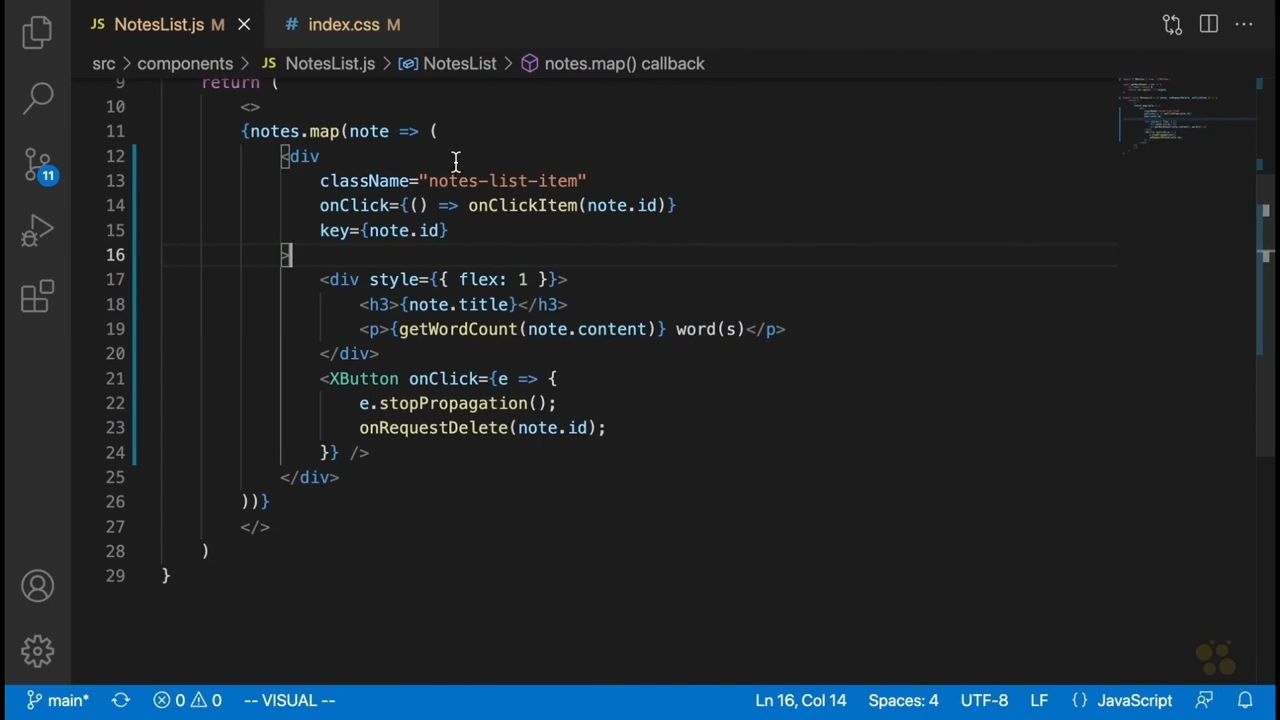 JS NotesList.js M
# index.css M
src > components > JS NotesList.js > NotesList > notes.map() callback
9 return (
10 <>
11 {notes.map(note => (
12 <div
13 className="notes-list-item"
14 onClick={() => onClickItem(note.id)}
15 key={note.id}
16 >
17 <div style={{ flex: 1 }}>
18 <h3>{note.title}</h3>
19 <p>{getWordCount(note.content)} word(s)</p>
20 </div>
21 <XButton onClick={e => {
22 e.stopPropagation();
23 onRequestDelete(note.id);
24 }} />
25 </div>
26 ))}
27 </>
28 )
29 }
11
main* 0 0 -- VISUAL -- Ln 16, Col 14 Spaces: 4 UTF-8 LF {} JavaScript